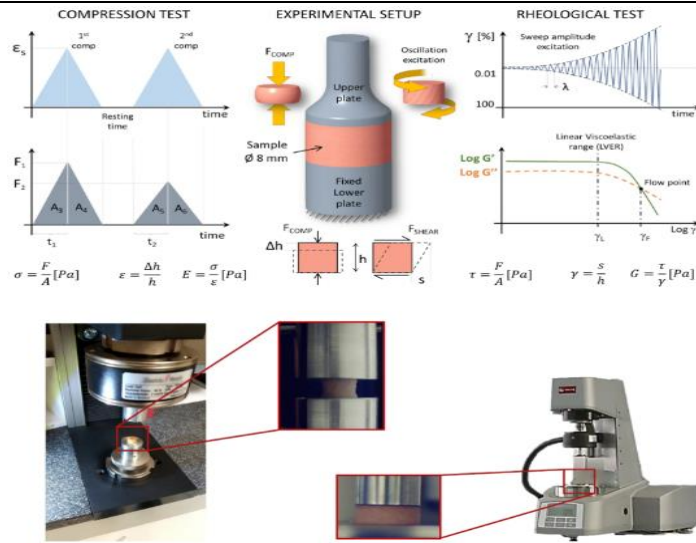 COMPRESSION TEST
EXPERIMENTAL SETUP
RHEOLOGICAL TEST
εs
1st comp
2nd comp
Resting time
time
F1
F2
A3 A4
A5 A6
t1
t2
time
σ = F/A [Pa]
ε = Δh/h
E = σ/ε [Pa]
FCOMP
Oscillation excitation
Upper plate
Sample
Ø 8 mm
Fixed
Lower
plate
FCOMP
FSHEAR
Δh
h
s
γ [%]
Sweep amplitude
excitation
0.01
λ
100
time
Linear Viscoelastic
range (LVER)
Log G'
Log G''
Flow point
Log γ
γL
γF
τ = F/A [Pa]
γ = s/h
G = τ/γ [Pa]